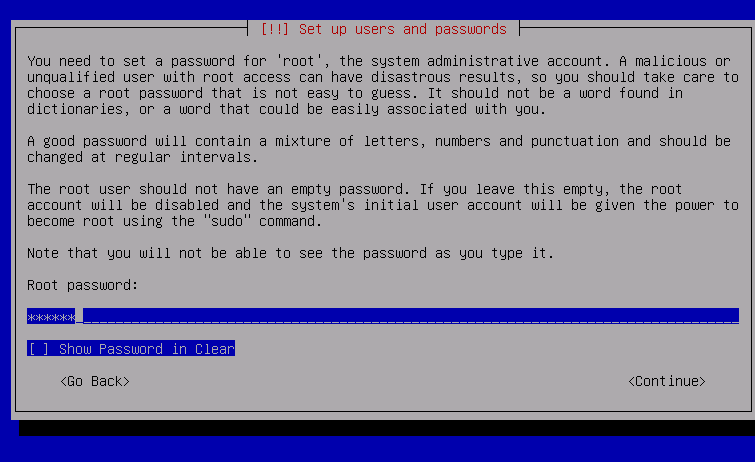 [!!] Set up users and passwords
You need to set a password for 'root', the system administrative account. A malicious or
unqualified user with root access can have disastrous results, so you should take care to
choose a root password that is not easy to guess. It should not be a word found in
dictionaries, or a word that could be easily associated with you.
A good password will contain a mixture of letters, numbers and punctuation and should be
changed at regular intervals.
The root user should not have an empty password. If you leave this empty, the root
account will be disabled and the system's initial user account will be given the power to
become root using the "sudo" command.
Note that you will not be able to see the password as you type it.
Root password:
******
[ ] Show Password in Clear
<Go Back> <Continue>